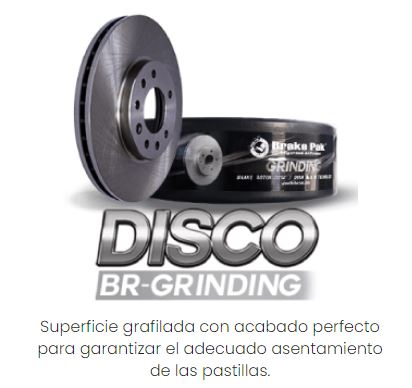 Brake Pak
GRINDING
DISCO
BR-GRINDING
Superficie grafilada con acabado perfecto
para garantizar el adecuado asentamiento
de las pastillas.